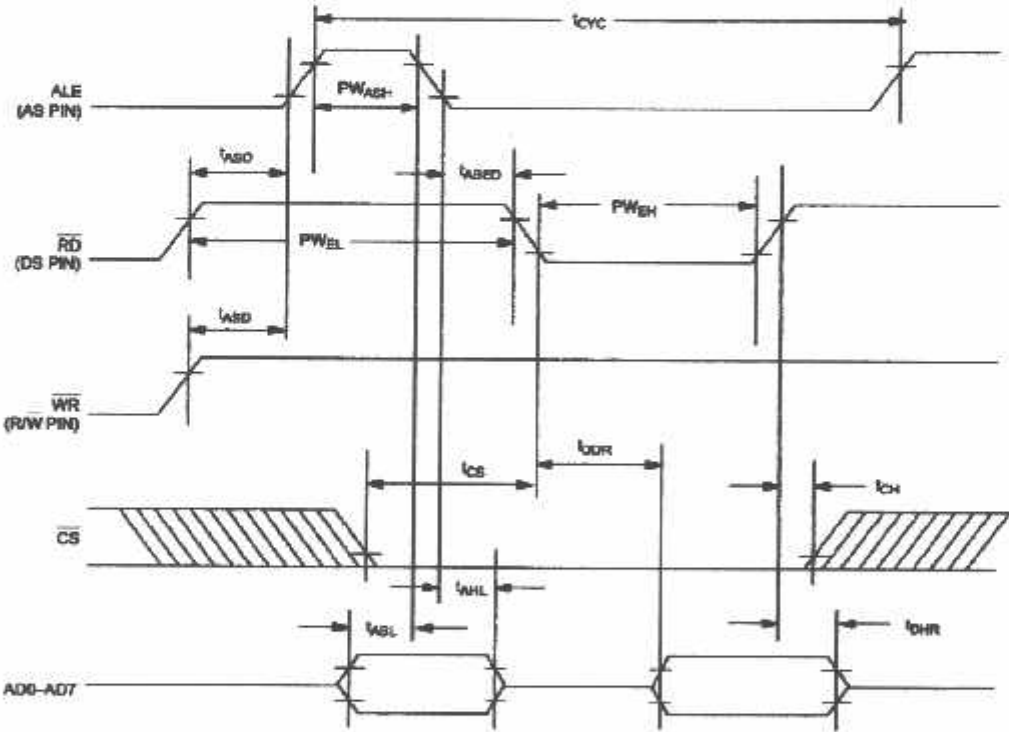 tCYC
ALE
(AS PIN)
PWASH
tASD
tASED
RD
(DS PIN)
PWEL
PWEH
tASD
WR
(R/W PIN)
tDDR
tCS
tCH
CS
tAHL
tASL
tDHR
AD0–AD7